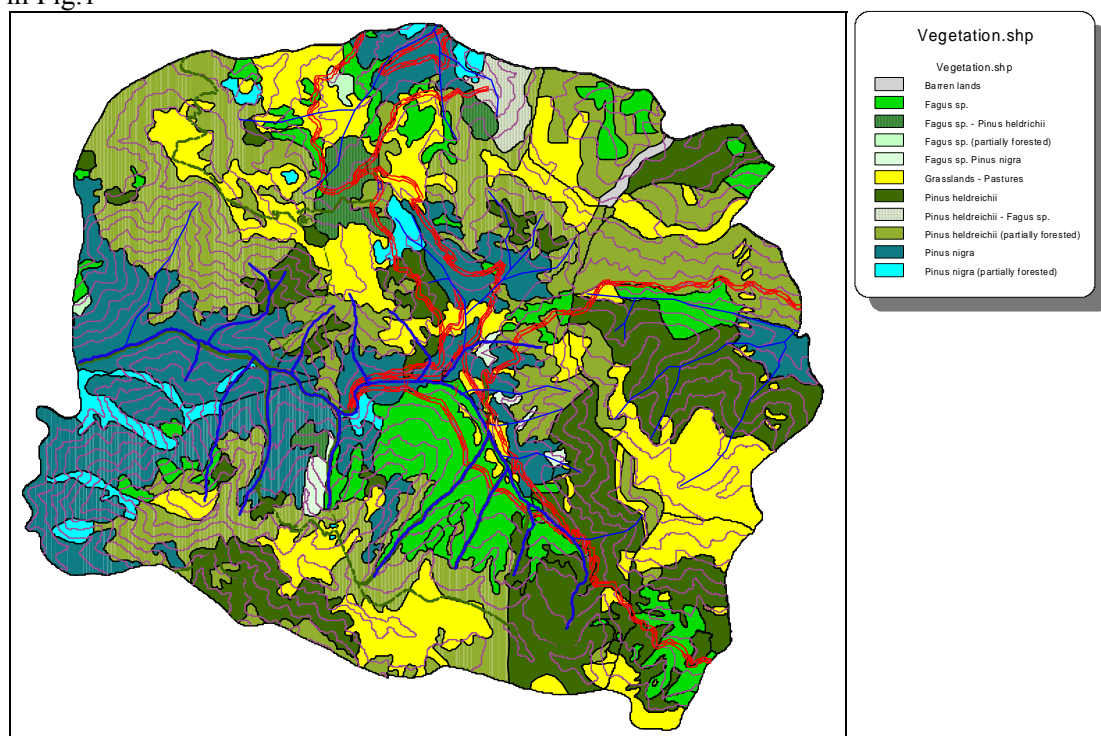 in Fig.1
Vegetation.shp
Vegetation.shp
Barren lands
Fagus sp.
Fagus sp. - Pinus heldrichii
Fagus sp. (partially forested)
Fagus sp. Pinus nigra
Grasslands - Pastures
Pinus heldreichii
Pinus heldreichii - Fagus sp.
Pinus heldreichii (partially forested)
Pinus nigra
Pinus nigra (partially forested)